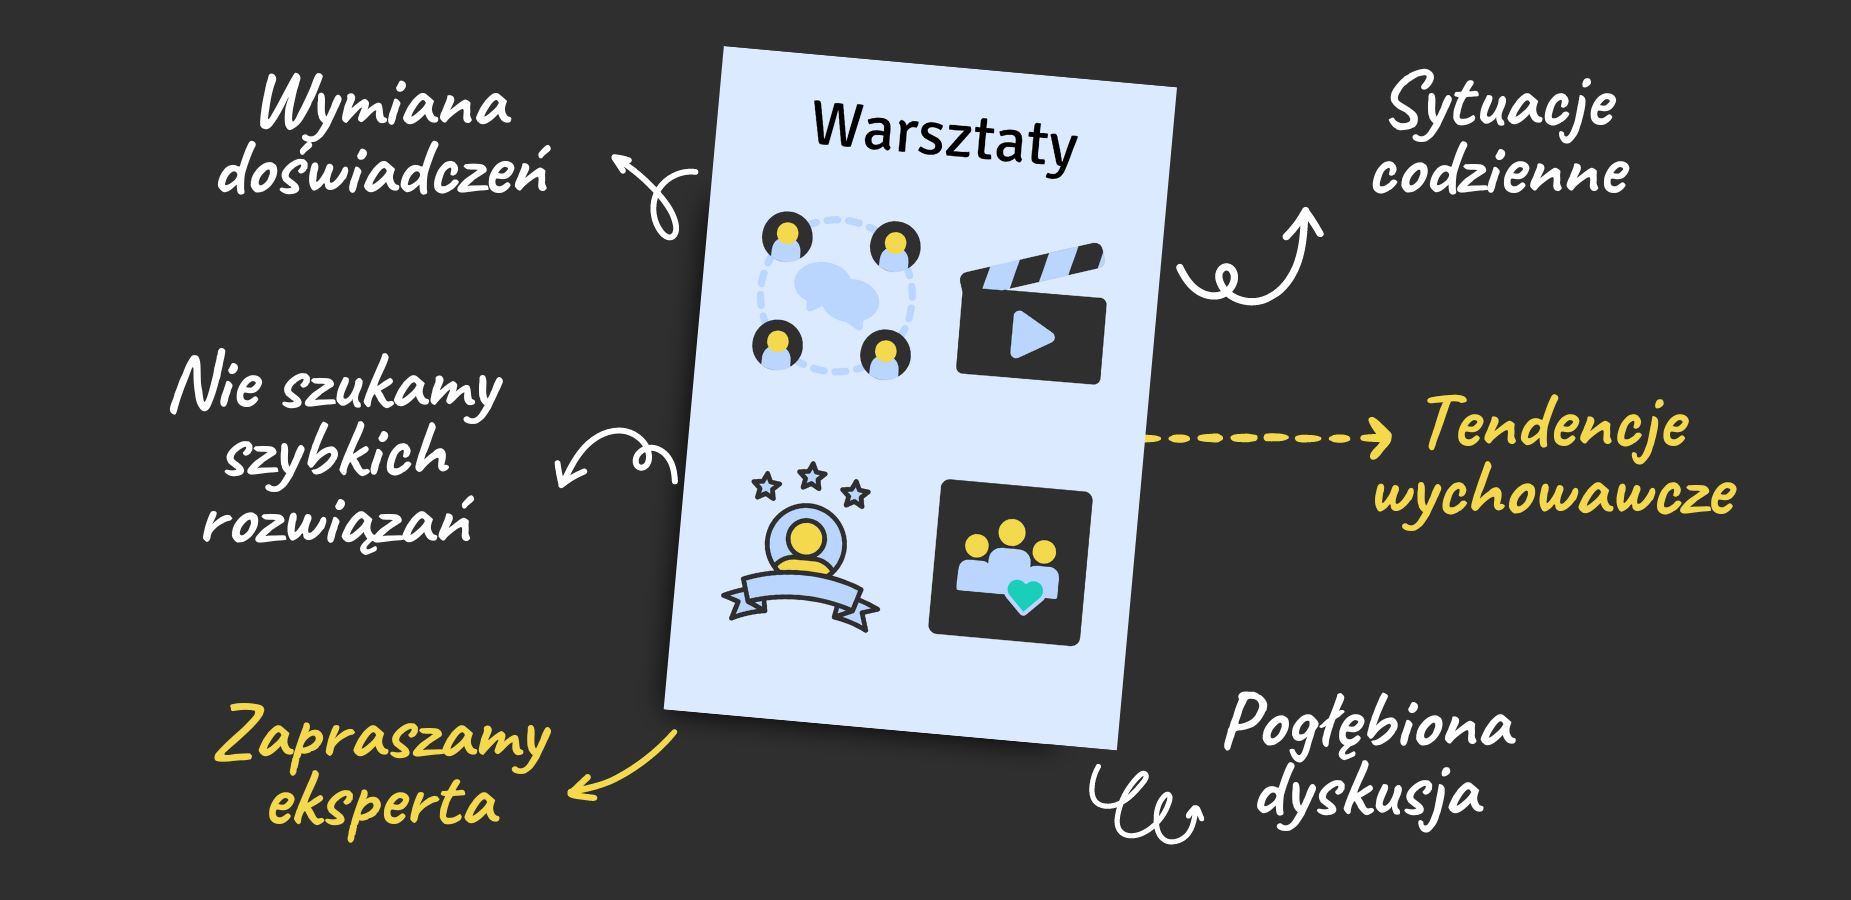 Warsztaty
Wymiana
doświadczeń
Nie szukamy
szybkich
rozwiązań
Zapraszamy
eksperta
Sytuacje
codzienne
Tendencje
wychowawcze
Pogłębiona
dyskusja